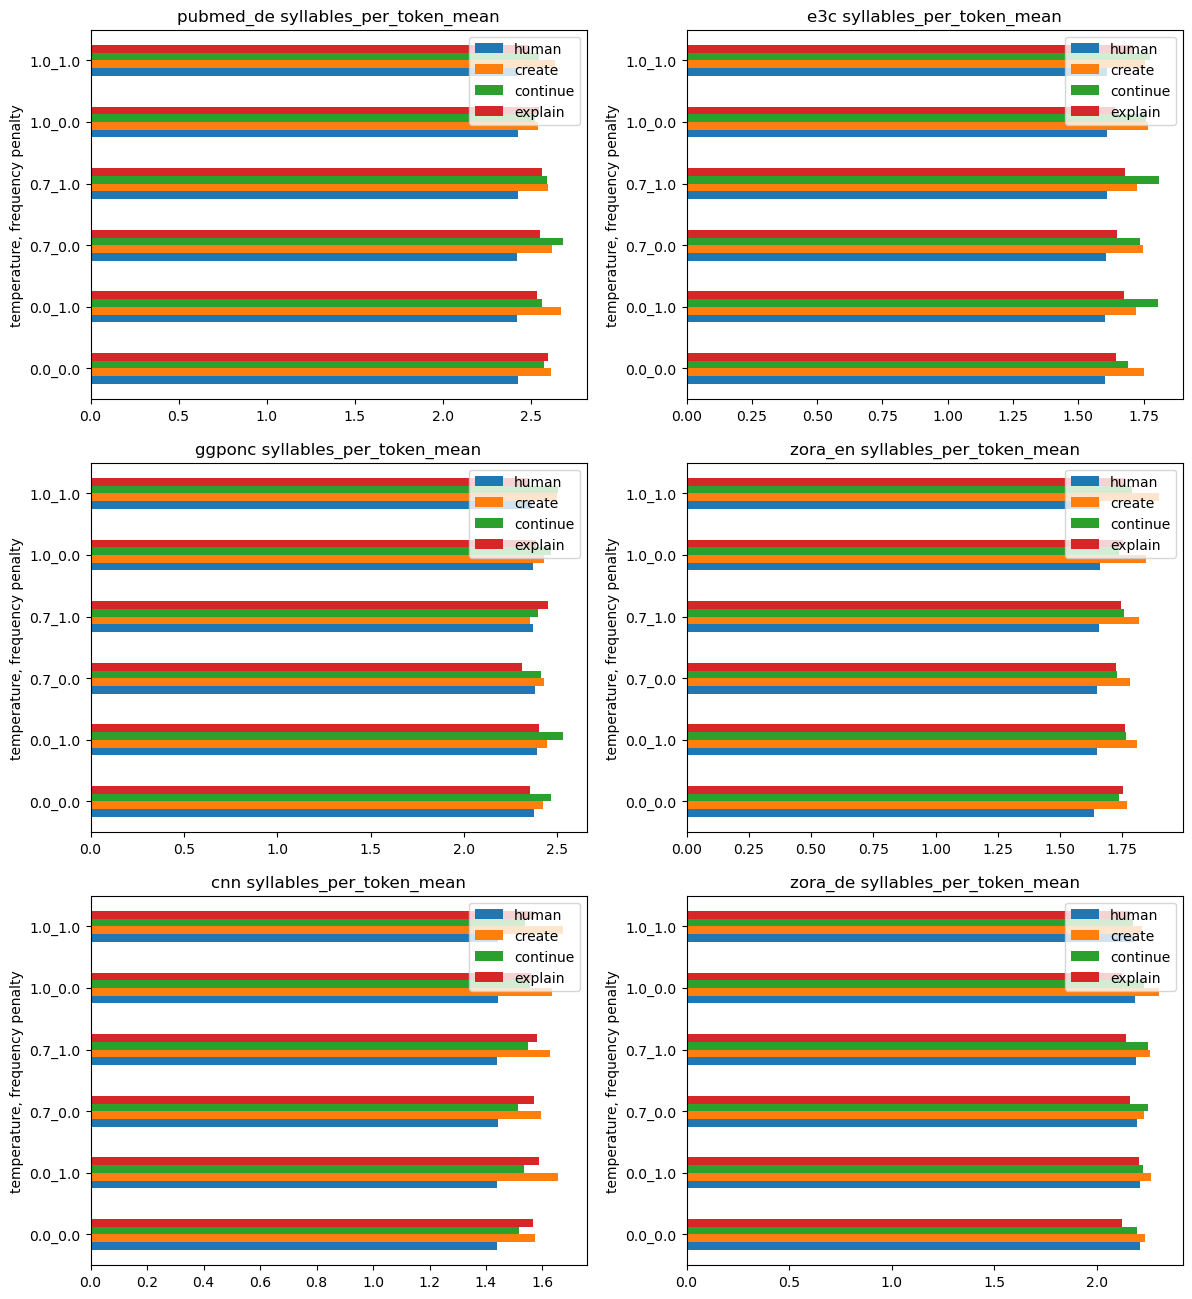 pubmed_de syllables_per_token_mean
temperature, frequency penalty
1.0_1.0
1.0_0.0
0.7_1.0
0.7_0.0
0.0_1.0
0.0_0.0
0.0 0.5 1.0 1.5 2.0 2.5
human
create
continue
explain
e3c syllables_per_token_mean
temperature, frequency penalty
1.0_1.0
1.0_0.0
0.7_1.0
0.7_0.0
0.0_1.0
0.0_0.0
0.00 0.25 0.50 0.75 1.00 1.25 1.50 1.75
human
create
continue
explain
ggponc syllables_per_token_mean
temperature, frequency penalty
1.0_1.0
1.0_0.0
0.7_1.0
0.7_0.0
0.0_1.0
0.0_0.0
0.0 0.5 1.0 1.5 2.0 2.5
human
create
continue
explain
zora_en syllables_per_token_mean
temperature, frequency penalty
1.0_1.0
1.0_0.0
0.7_1.0
0.7_0.0
0.0_1.0
0.0_0.0
0.00 0.25 0.50 0.75 1.00 1.25 1.50 1.75
human
create
continue
explain
cnn syllables_per_token_mean
temperature, frequency penalty
1.0_1.0
1.0_0.0
0.7_1.0
0.7_0.0
0.0_1.0
0.0_0.0
0.0 0.2 0.4 0.6 0.8 1.0 1.2 1.4 1.6
human
create
continue
explain
zora_de syllables_per_token_mean
temperature, frequency penalty
1.0_1.0
1.0_0.0
0.7_1.0
0.7_0.0
0.0_1.0
0.0_0.0
0.0 0.5 1.0 1.5 2.0
human
create
continue
explain